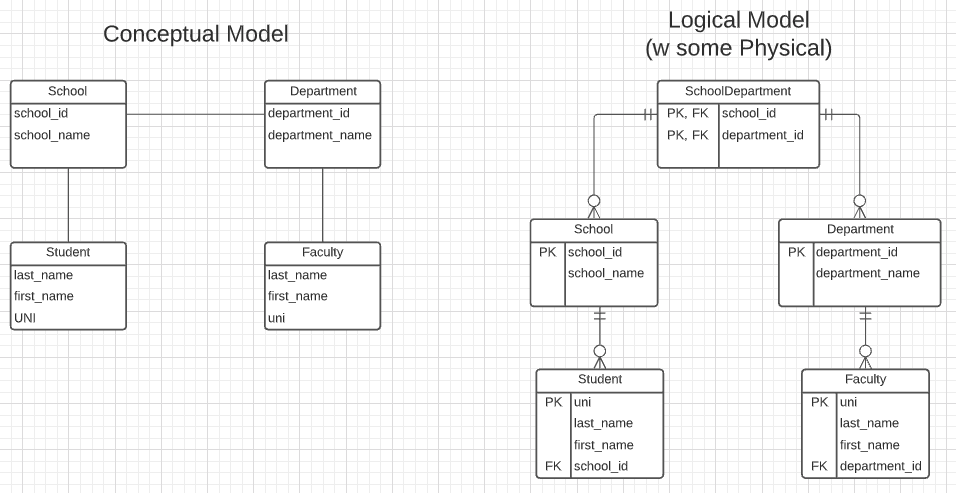 Conceptual Model
School
school_id
school_name
Department
department_id
department_name
Student
last_name
first_name
UNI
Faculty
last_name
first_name
uni
Logical Model
(w some Physical)
SchoolDepartment
PK, FK school_id
PK, FK department_id
School
PK school_id
school_name
Department
PK department_id
department_name
Student
PK uni
last_name
first_name
FK school_id
Faculty
PK uni
last_name
first_name
FK department_id